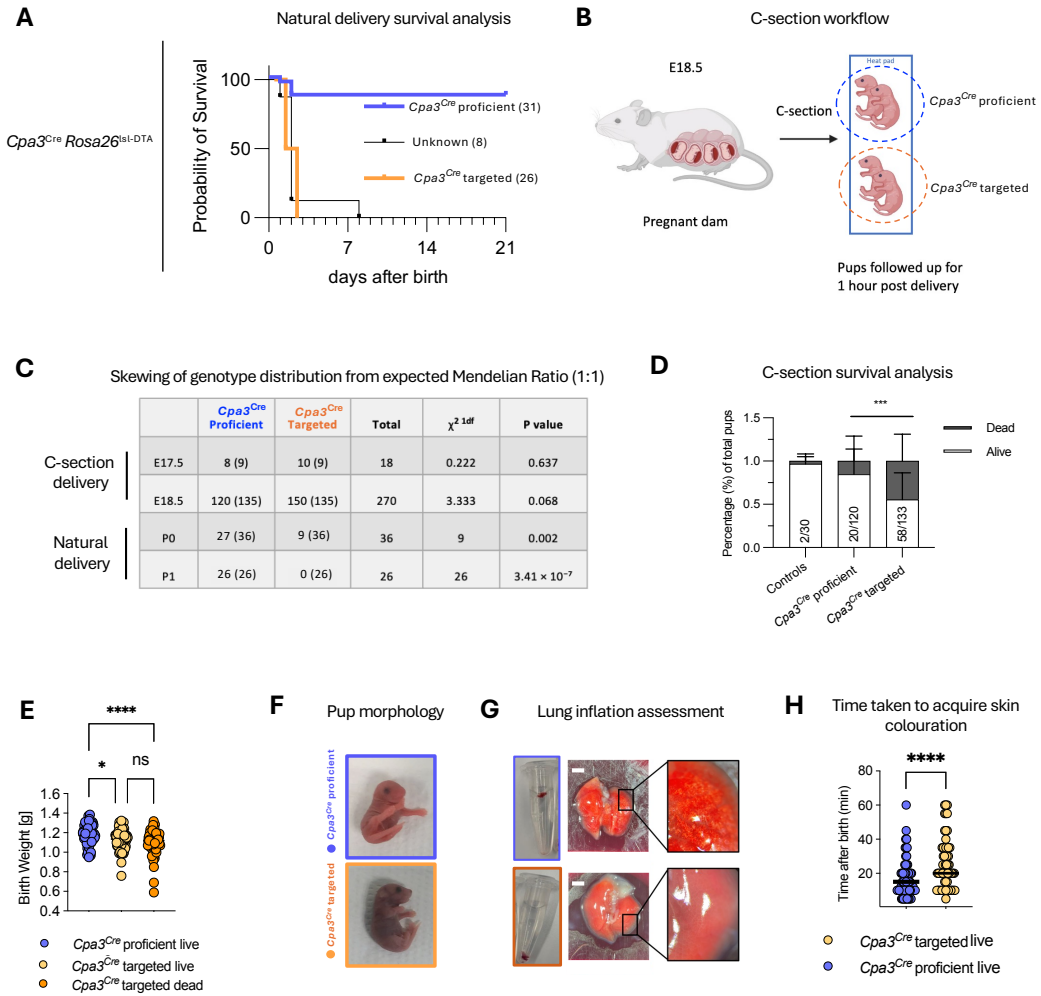 A
Natural delivery survival analysis
Cpa3Cre Rosa26lsl-DTA
Probability of Survival
100
50
0
0 7 14 21
days after birth
Cpa3Cre proficient (31)
Unknown (8)
Cpa3Cre targeted (26)
B
C-section workflow
E18.5
Pregnant dam
C-section
Heat pad
Cpa3Cre proficient
Cpa3Cre targeted
Pups followed up for
1 hour post delivery
C
Skewing of genotype distribution from expected Mendelian Ratio (1:1)
C-section
delivery
Natural
delivery
Cpa3Cre Proficient Cpa3Cre Targeted Total χ2 1df P value
E17.5 8 (9) 10 (9) 18 0.222 0.637
E18.5 120 (135) 150 (135) 270 3.333 0.068
P0 27 (36) 9 (36) 36 9 0.002
P1 26 (26) 0 (26) 26 26 3.41 × 10−7
D
C-section survival analysis
***
Percentage (%) of total pups
1.5
1.0
0.5
0.0
2/30
20/120
58/133
Controls
Cpa3Cre proficient
Cpa3Cre targeted
Dead
Alive
E
****
*
ns
Birth Weight [g]
1.6
1.4
1.2
1.0
0.8
0.6
0.4
Cpa3Cre proficient live
Cpa3Cre targeted live
Cpa3Cre targeted dead
F
Pup morphology
Cpa3Cre proficient
Cpa3Cre targeted
G
Lung inflation assessment
H
Time taken to acquire skin
colouration
****
Time after birth (min)
80
60
40
20
Cpa3Cre targeted live
Cpa3Cre proficient live